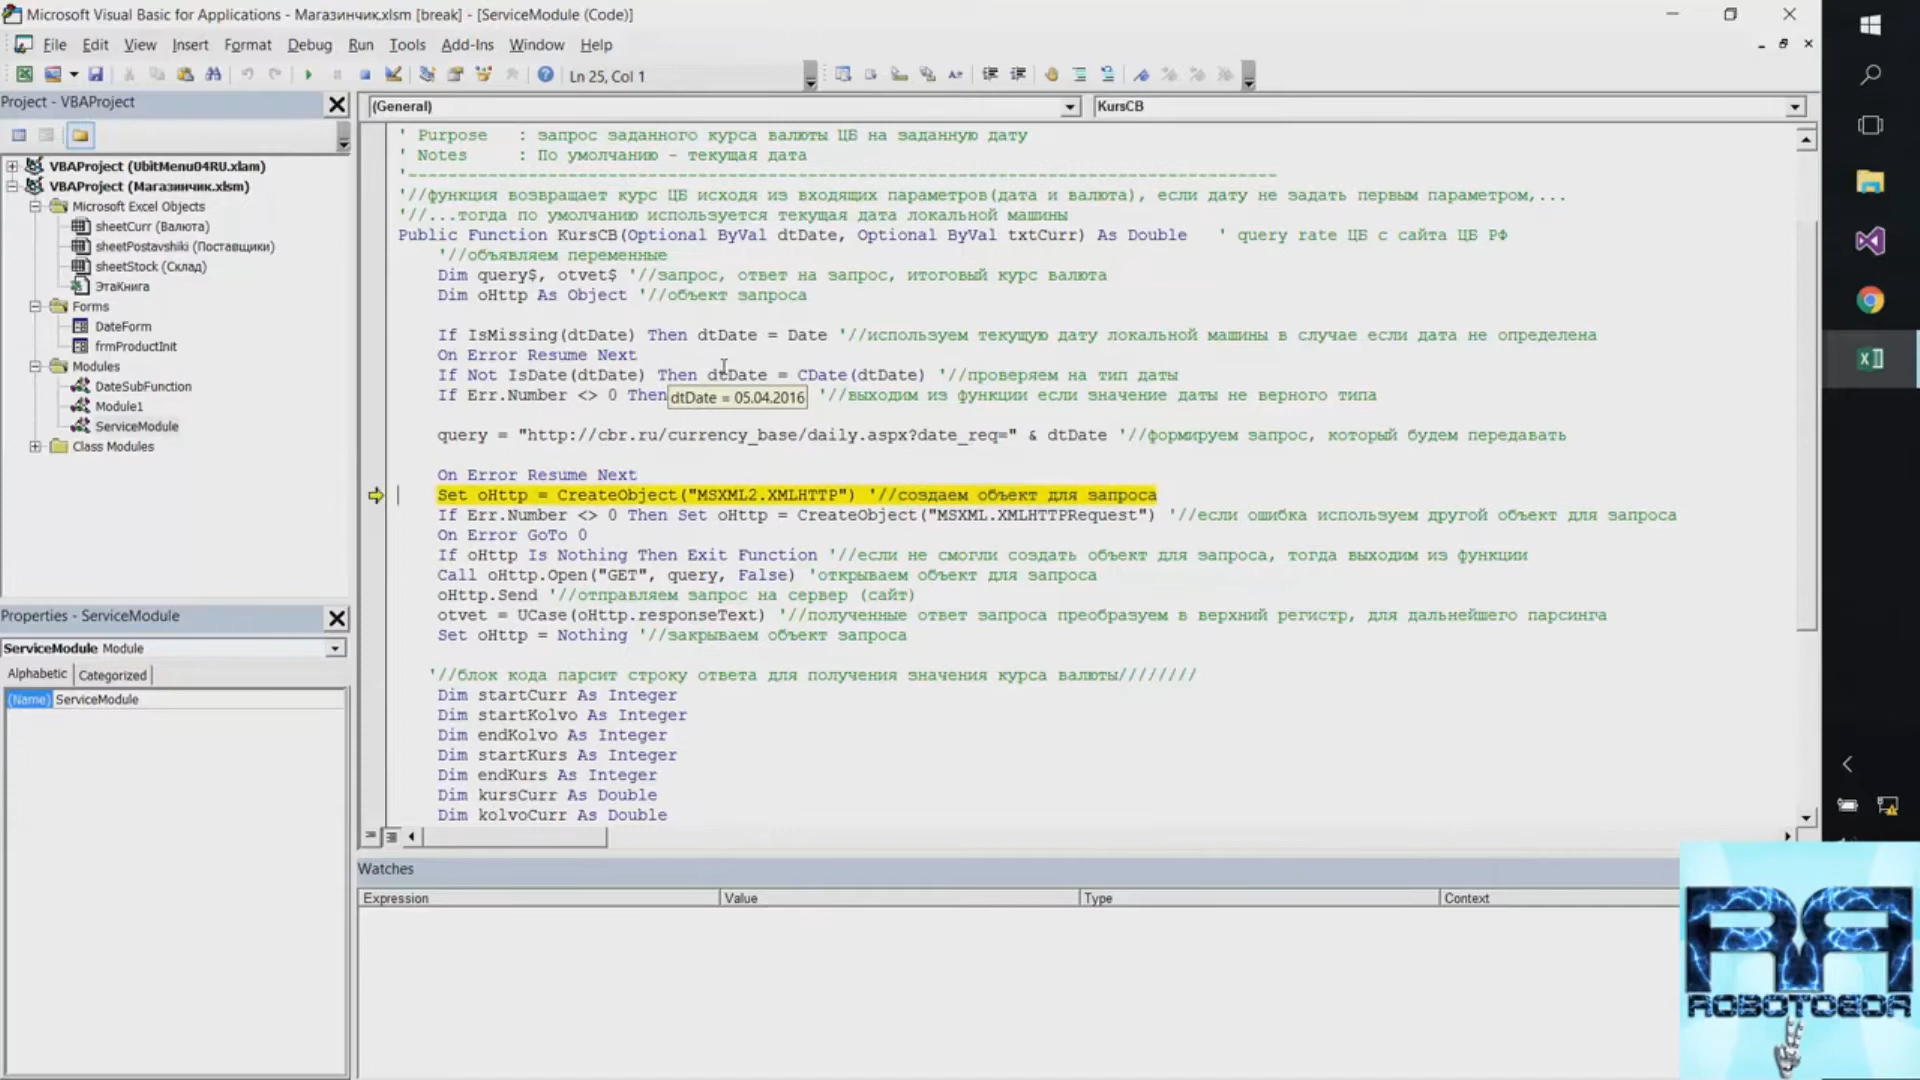 Microsoft Visual Basic for Applications - Магазинчик.xlsm [break] - [ServiceModule (Code)]
File Edit View Insert Format Debug Run Tools Add-Ins Window Help
Ln 25, Col 1
Project - VBAProject
VBAProject (UbitMenu04RU.xlam)
VBAProject (Магазинчик.xlsm)
Microsoft Excel Objects
sheetCurr (Валюта)
sheetPostavshiki (Поставщики)
sheetStock (Склад)
ЭтаКнига
Forms
DateForm
frmProductInit
Modules
DateSubFunction
Module1
ServiceModule
Class Modules
Properties - ServiceModule
ServiceModule Module
Alphabetic Categorized
(Name) ServiceModule
(General) KursCB
' Purpose : запрос заданного курса валюты ЦБ на заданную дату
' Notes : По умолчанию - текущая дата
'---------------------------------------------------------------------------------------
'//функция возвращает курс ЦБ исходя из входящих параметров(дата и валюта), если дату не задать первым параметром,...
'//...тогда по умолчанию используется текущая дата локальной машины
Public Function KursCB(Optional ByVal dtDate, Optional ByVal txtCurr) As Double ' query rate ЦБ с сайта ЦБ РФ
'//объявляем переменные
Dim query$, otvet$ '//запрос, ответ на запрос, итоговый курс валюта
Dim oHttp As Object '//объект запроса
If IsMissing(dtDate) Then dtDate = Date '//используем текущую дату локальной машины в случае если дата не определена
On Error Resume Next
If Not IsDate(dtDate) Then dtDate = CDate(dtDate) '//проверяем на тип даты
If Err.Number <> 0 Then '//выходим из функции если значение даты не верного типа
dtDate = 05.04.2016
query = "http://cbr.ru/currency_base/daily.aspx?date_req=" & dtDate '//формируем запрос, который будем передавать
On Error Resume Next
Set oHttp = CreateObject("MSXML2.XMLHTTP") '//создаем объект для запроса
If Err.Number <> 0 Then Set oHttp = CreateObject("MSXML.XMLHTTPRequest") '//если ошибка используем другой объект для запроса
On Error GoTo 0
If oHttp Is Nothing Then Exit Function '//если не смогли создать объект для запроса, тогда выходим из функции
Call oHttp.Open("GET", query, False) 'открываем объект для запроса
oHttp.Send '//отправляем запрос на сервер (сайт)
otvet = UCase(oHttp.responseText) '//полученные ответ запроса преобразуем в верхний регистр, для дальнейшего парсинга
Set oHttp = Nothing '//закрываем объект запроса
'//блок кода парсит строку ответа для получения значения курса валюты////////
Dim startCurr As Integer
Dim startKolvo As Integer
Dim endKolvo As Integer
Dim startKurs As Integer
Dim endKurs As Integer
Dim kursCurr As Double
Dim kolvoCurr As Double
Watches
Expression Value Type Context
ROBOTOBOR